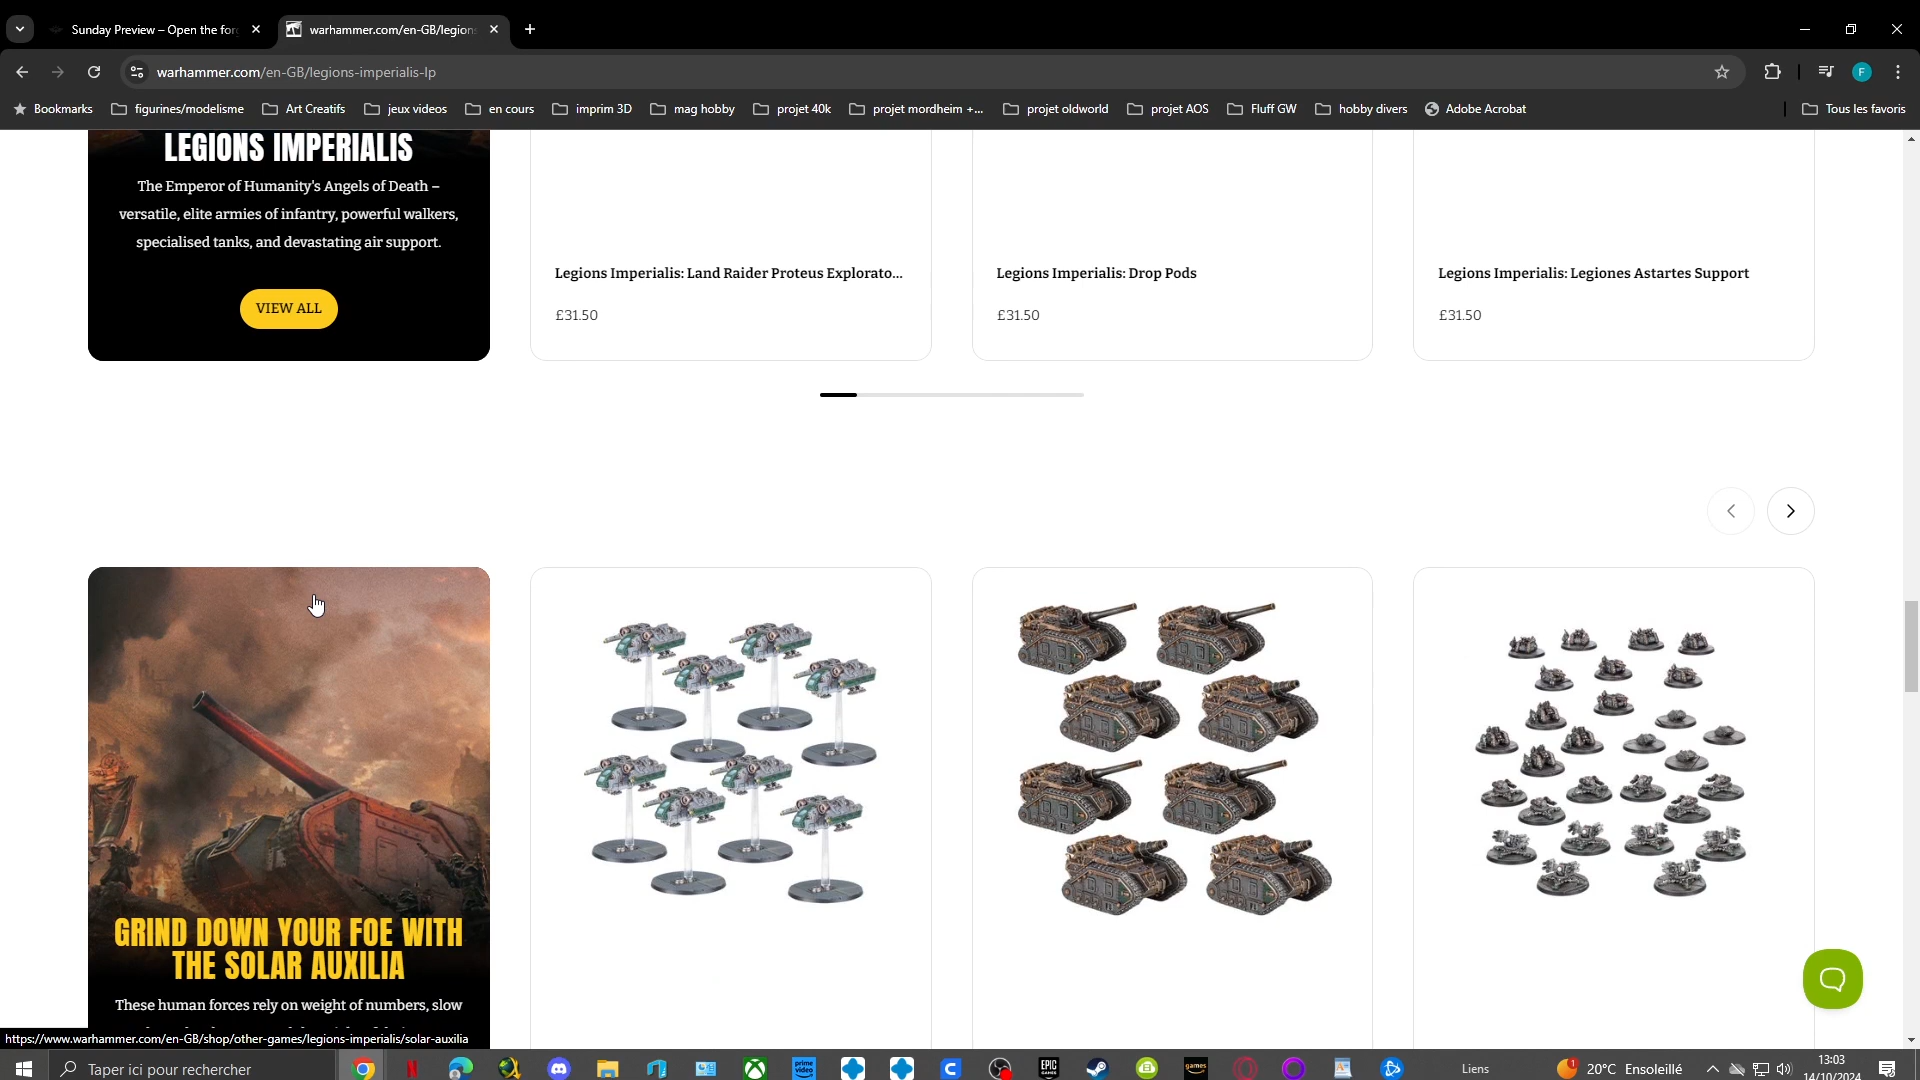 Sunday Preview – Open the for
warhammer.com/en-GB/legions
warhammer.com/en-GB/legions-imperialis-lp
F
Bookmarks
figurines/modelisme
Art Creatifs
jeux videos
en cours
imprim 3D
mag hobby
projet 40k
projet mordheim +...
projet oldworld
projet AOS
Fluff GW
hobby divers
Adobe Acrobat
Tous les favoris
LEGIONS IMPERIALIS
The Emperor of Humanity's Angels of Death –
versatile, elite armies of infantry, powerful walkers,
specialised tanks, and devastating air support.
VIEW ALL
Legions Imperialis: Land Raider Proteus Explorato...
£31.50
Legions Imperialis: Drop Pods
£31.50
Legions Imperialis: Legiones Astartes Support
£31.50
GRIND DOWN YOUR FOE WITH
THE SOLAR AUXILIA
These human forces rely on weight of numbers, slow
https://www.warhammer.com/en-GB/shop/other-games/legions-imperialis/solar-auxilia
Taper ici pour rechercher
prime video
EPIC GAMES
games
Liens
1
20°C Ensoleillé
13:03
14/10/2024